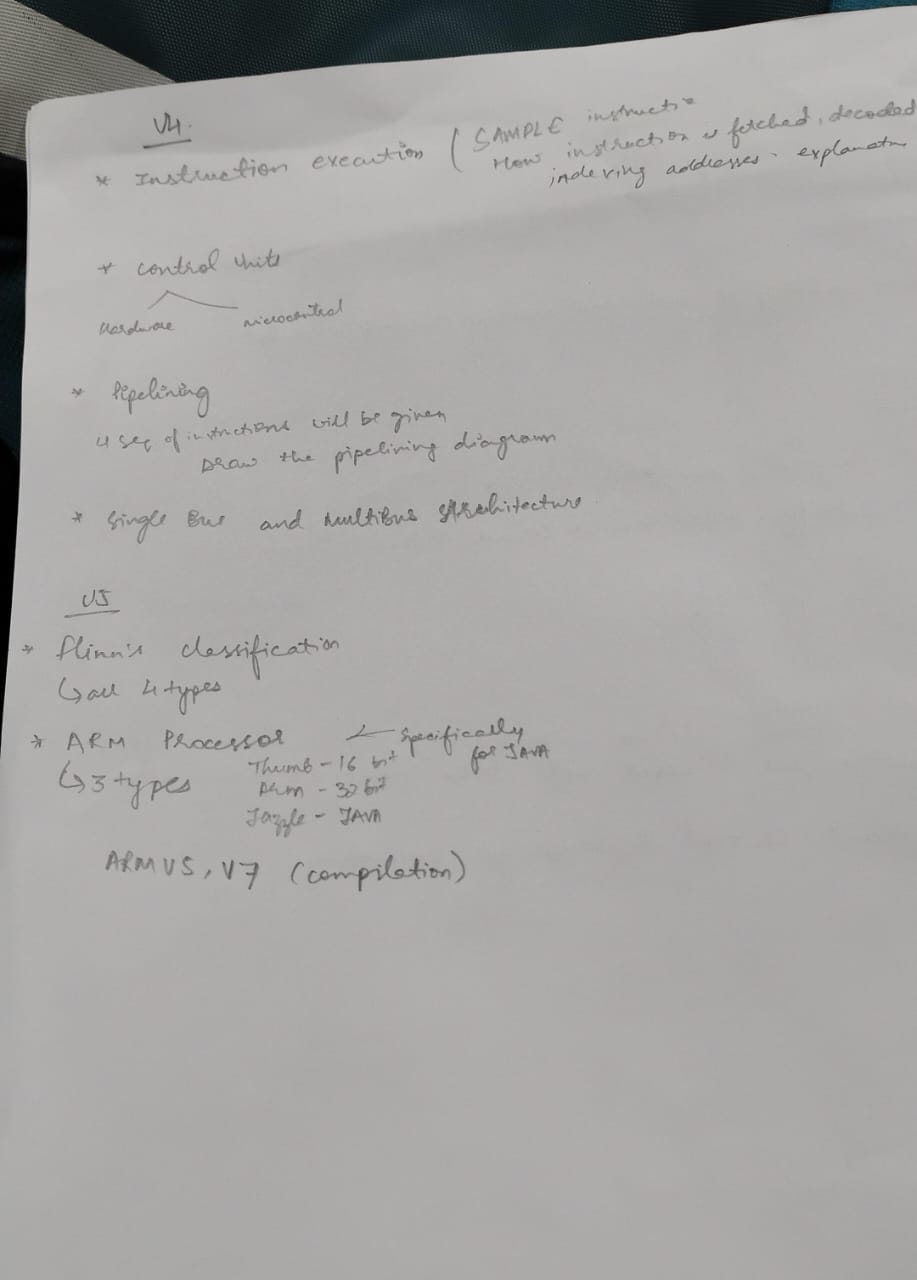 U4.
* Instruction execution ( SAMPLE instructio
How instruction is fetched, decoded
indexing addresses. explanatn
* control units
Hardware microcontrol
* Pipelining
4 seq of instructions will be given
Draw the pipelining diagram
* Single Bus and Multibus Architecture
U5
* flinn's classification
↳ all 4 types
* ARM Processor ← Specifically
for JAVA
↳ 3 types Thumb - 16 bit
Arm - 32 bit
Jazzle - JAVA
ARM V5, V7 (compilation)